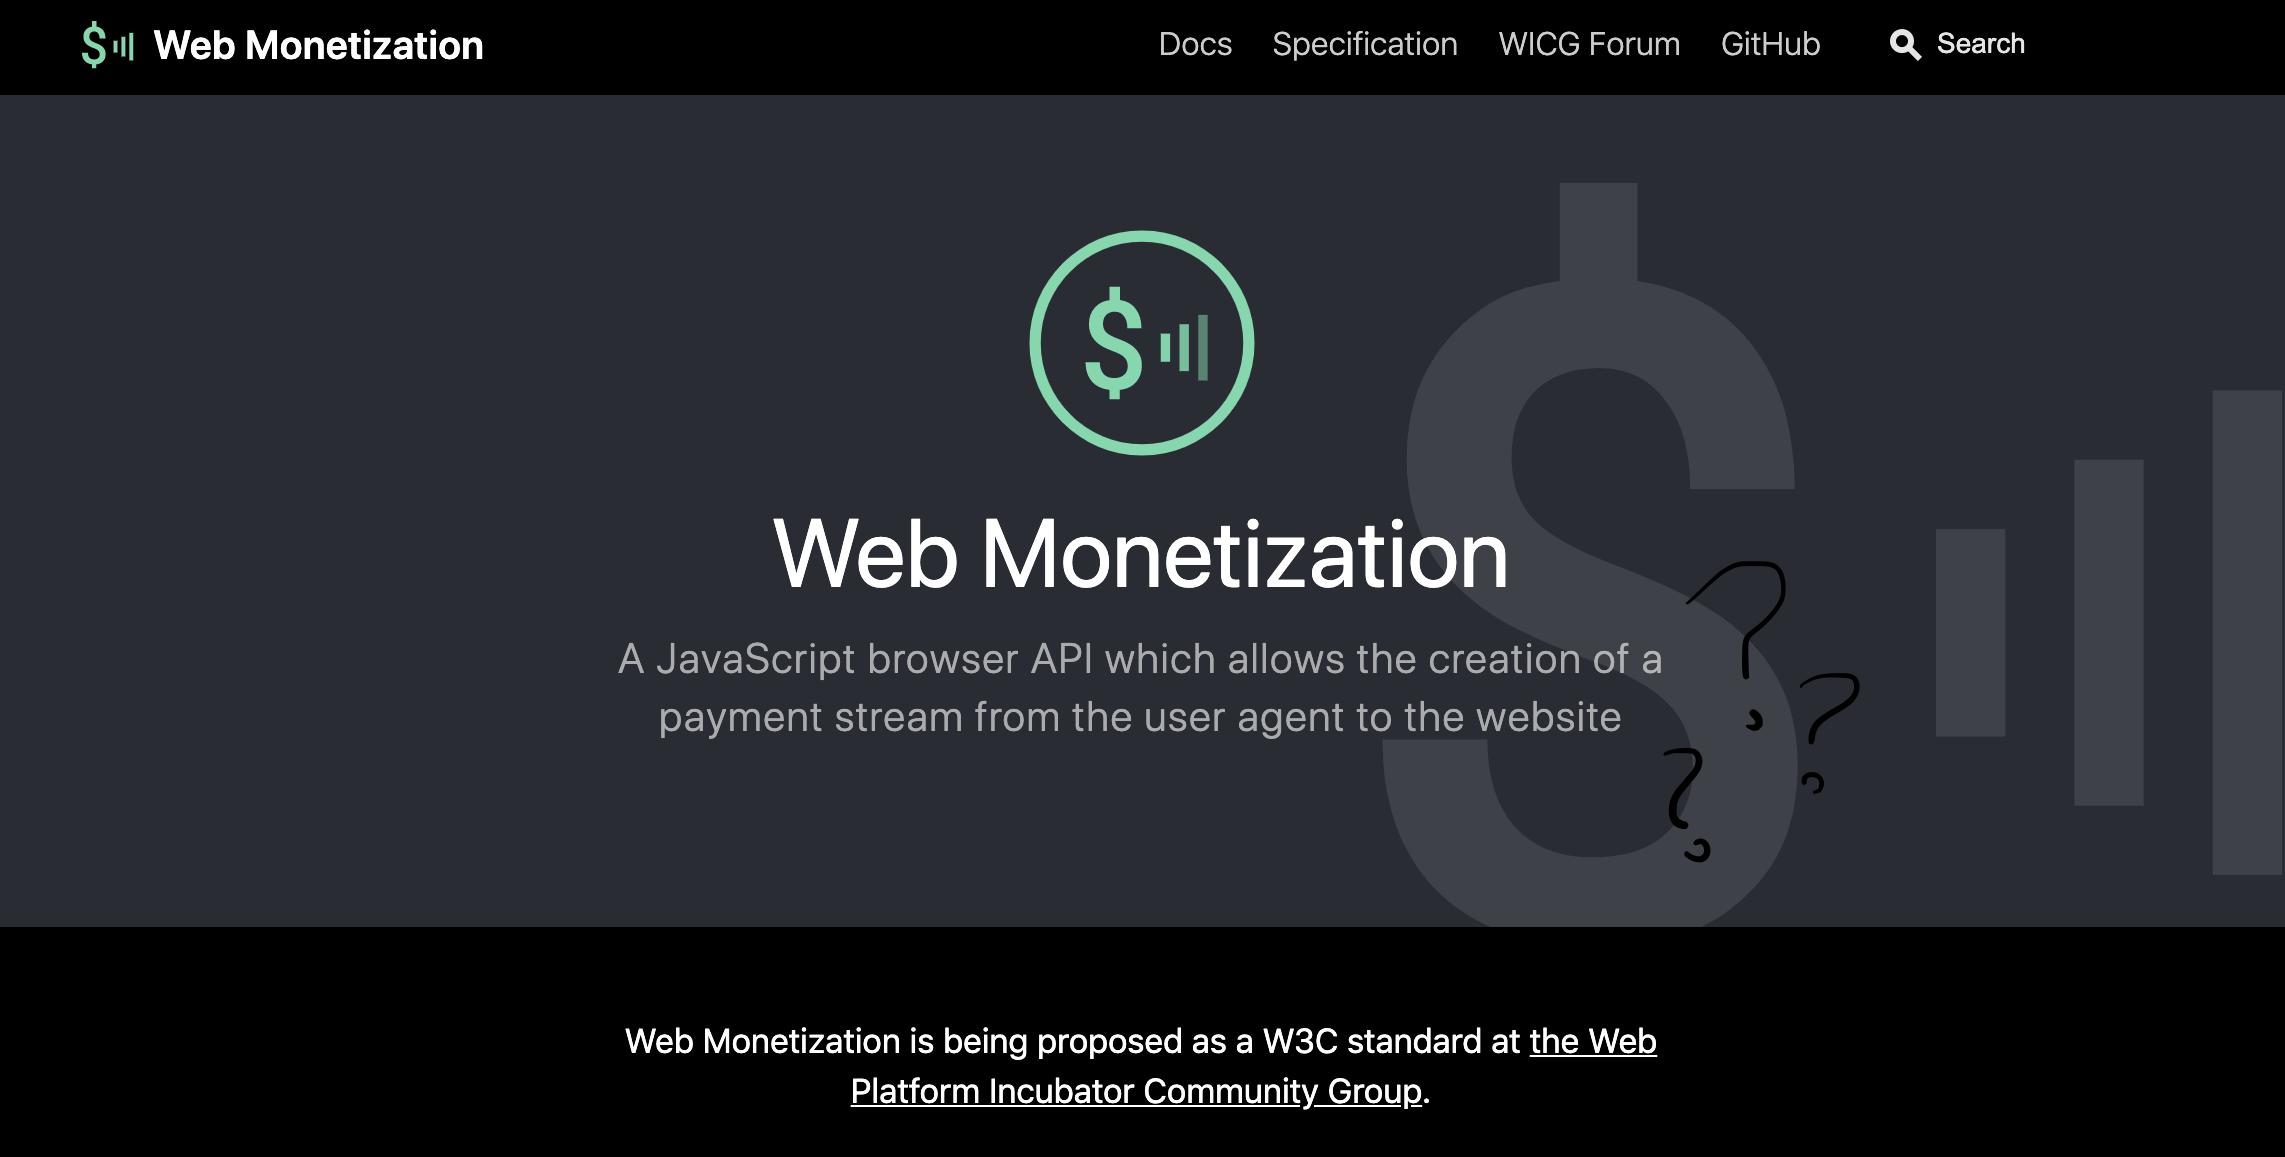 $ Web Monetization
Docs Specification WICG Forum GitHub Search
$
Web Monetization
A JavaScript browser API which allows the creation of a
payment stream from the user agent to the website
? ? ?
Web Monetization is being proposed as a W3C standard at the Web
Platform Incubator Community Group.